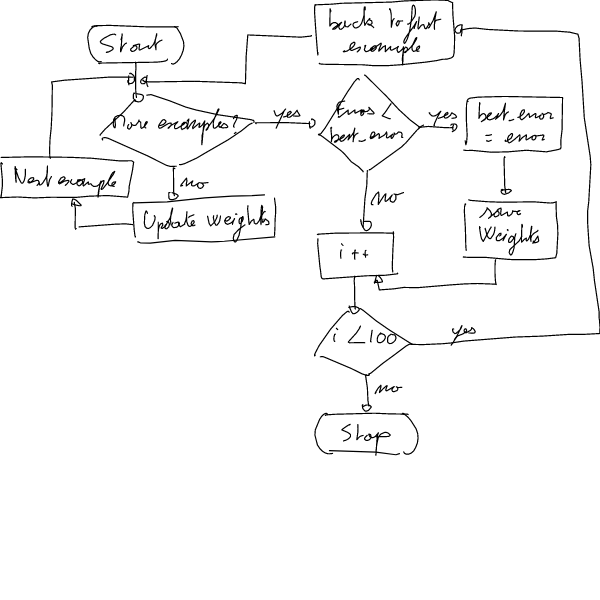 Start
back to first
example
More examples?
yes
Error <
best_error
yes
best_error
= error
Next example
no
Update Weights
no
save
Weights
i++
i < 100
yes
no
Stop